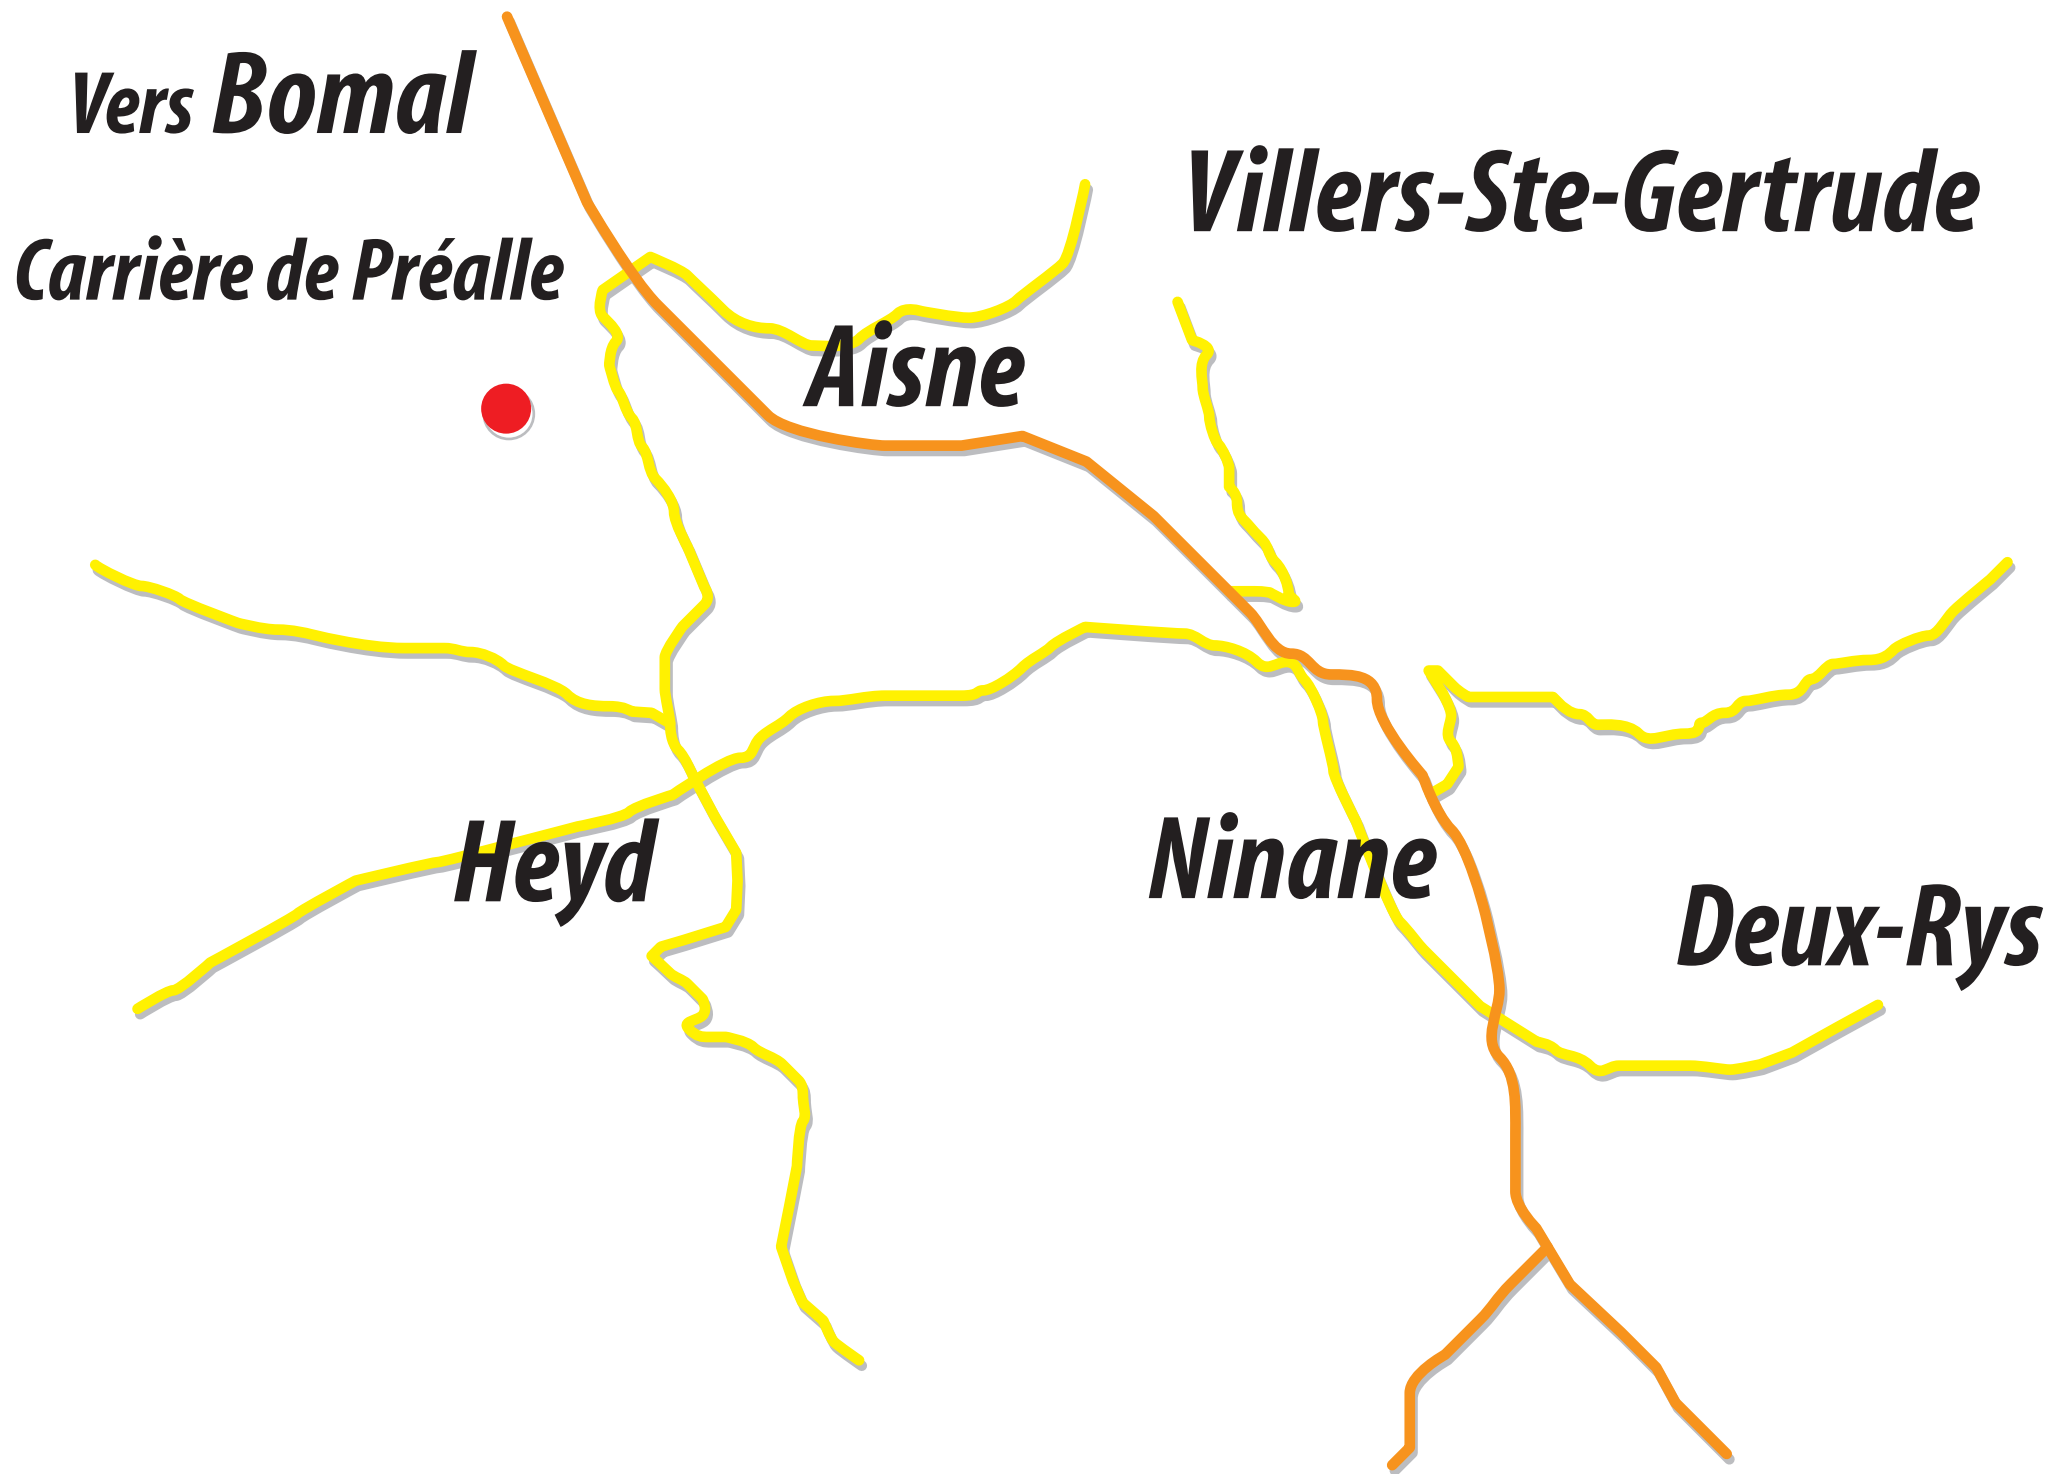 Vers Bomal
Villers-Ste-Gertrude
Carrière de Préalle
Aisne
Heyd
Ninane
Deux-Rys